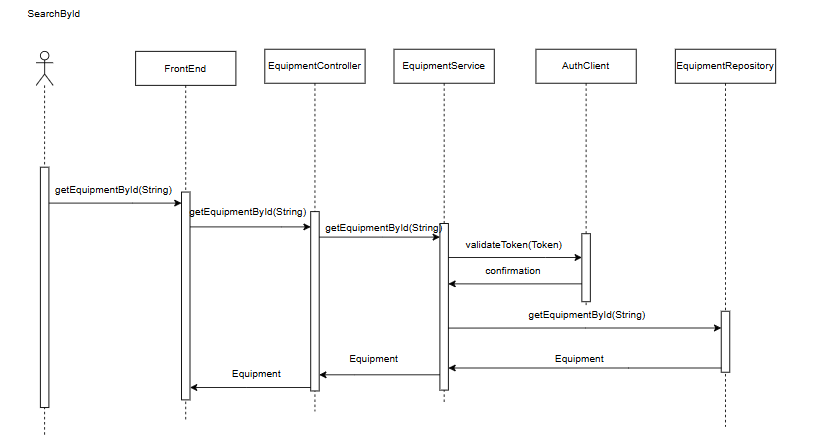 SearchById
FrontEnd
EquipmentController
EquipmentService
AuthClient
EquipmentRepository
getEquipmentById(String)
getEquipmentById(String)
getEquipmentById(String)
validateToken(Token)
confirmation
getEquipmentById(String)
Equipment
Equipment
Equipment